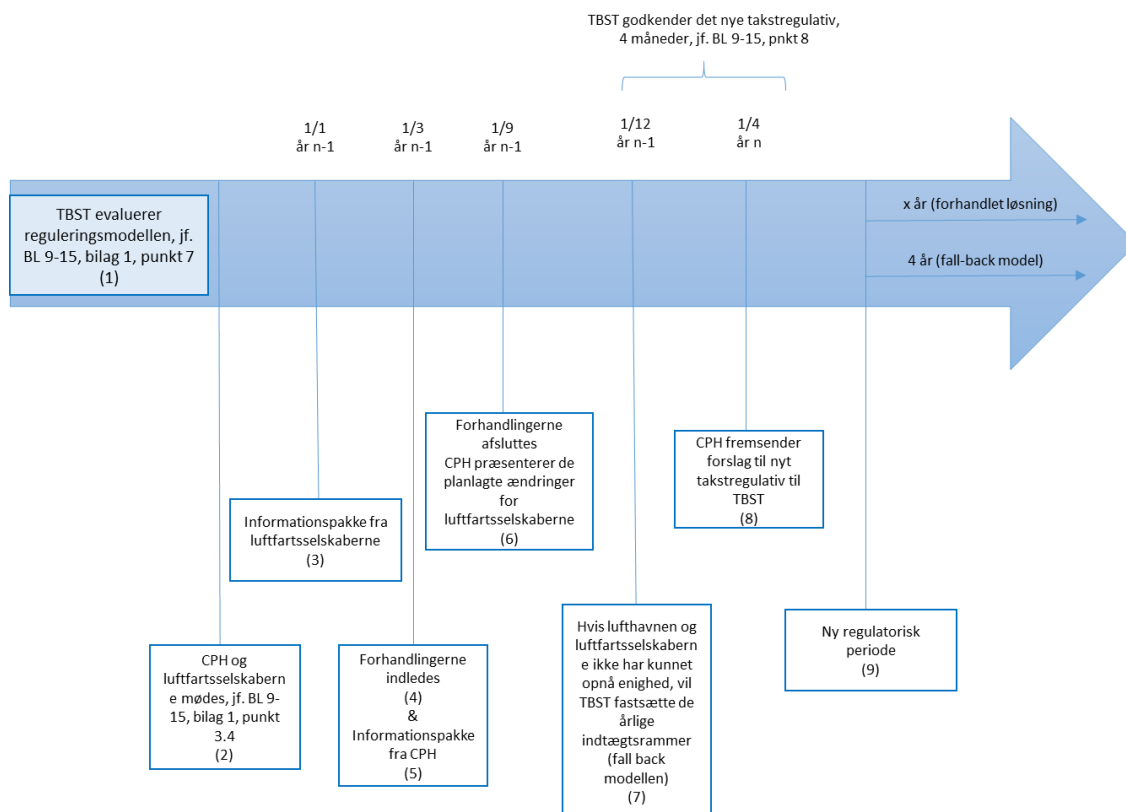 TBST godkender det nye takstregulativ,
4 måneder, jf. BL 9-15, pnkt 8
1/1
år n-1
1/3
år n-1
1/9
år n-1
1/12
år n-1
1/4
år n
TBST evaluerer
reguleringsmodellen, jf.
BL 9-15, bilag 1, punkt 7
(1)
x år (forhandlet løsning)
4 år (fall-back model)
Forhandlingerne
afsluttes
CPH præsenterer de
planlagte ændringer
for
luftfartsselskaberne
(6)
CPH fremsender
forslag til nyt
takstregulativ til
TBST
(8)
Informationspakke fra
luftfartsselskaberne
(3)
CPH og
luftfartsselskabern
e mødes, jf. BL 9-
15, bilag 1, punkt
3.4
(2)
Forhandlingerne
indledes
(4)
&
Informationspakke
fra CPH
(5)
Hvis lufthavnen og
luftfartsselskabern
e ikke har kunnet
opnå enighed, vil
TBST fastsætte de
årlige
indtægtsrammer
(fall back
modellen)
(7)
Ny regulatorisk
periode
(9)